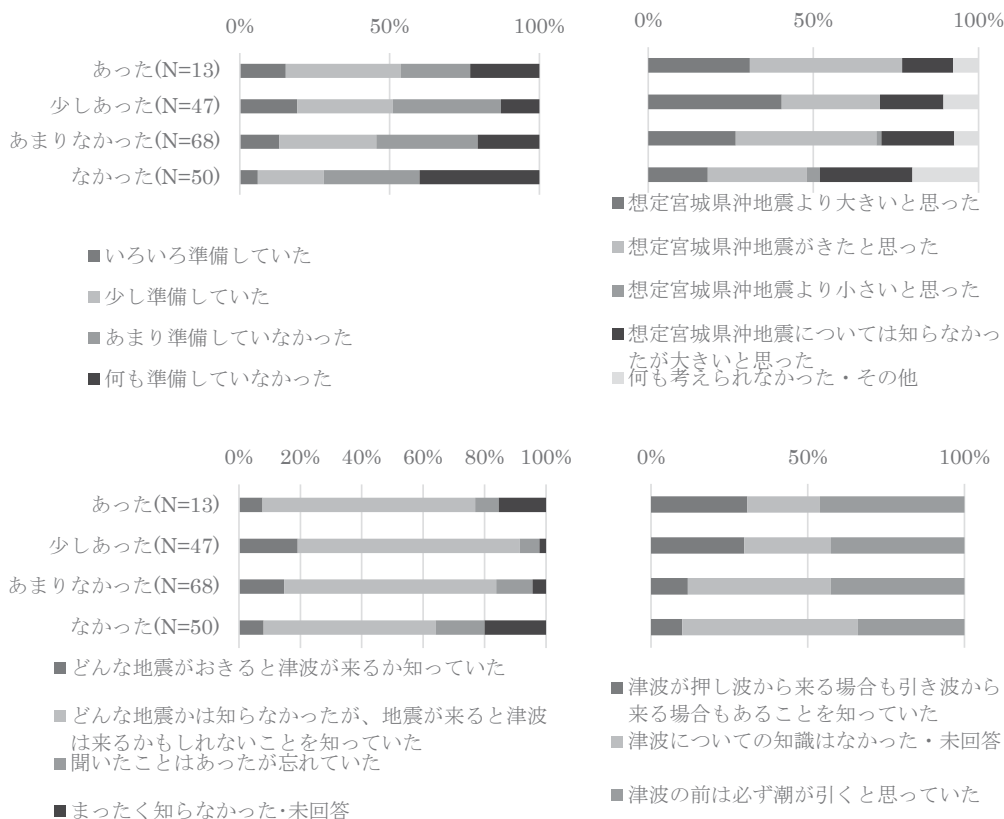 0% 50% 100%
あった(N=13)
少しあった(N=47)
あまりなかった(N=68)
なかった(N=50)
■いろいろ準備していた
■少し準備していた
■あまり準備していなかった
■何も準備していなかった
0% 50% 100%
■想定宮城県沖地震より大きいと思った
■想定宮城県沖地震がきたと思った
■想定宮城県沖地震より小さいと思った
■想定宮城県沖地震については知らなかっ
たが大きいと思った
■何も考えられなかった・その他
0% 20% 40% 60% 80% 100%
あった(N=13)
少しあった(N=47)
あまりなかった(N=68)
なかった(N=50)
■どんな地震がおきると津波が来るか知っていた
■どんな地震かは知らなかったが、地震が来ると津波
は来るかもしれないことを知っていた
■聞いたことはあったが忘れていた
■まったく知らなかった･未回答
0% 50% 100%
■津波が押し波から来る場合も引き波から
来る場合もあることを知っていた
■津波についての知識はなかった・未回答
■津波の前は必ず潮が引くと思っていた